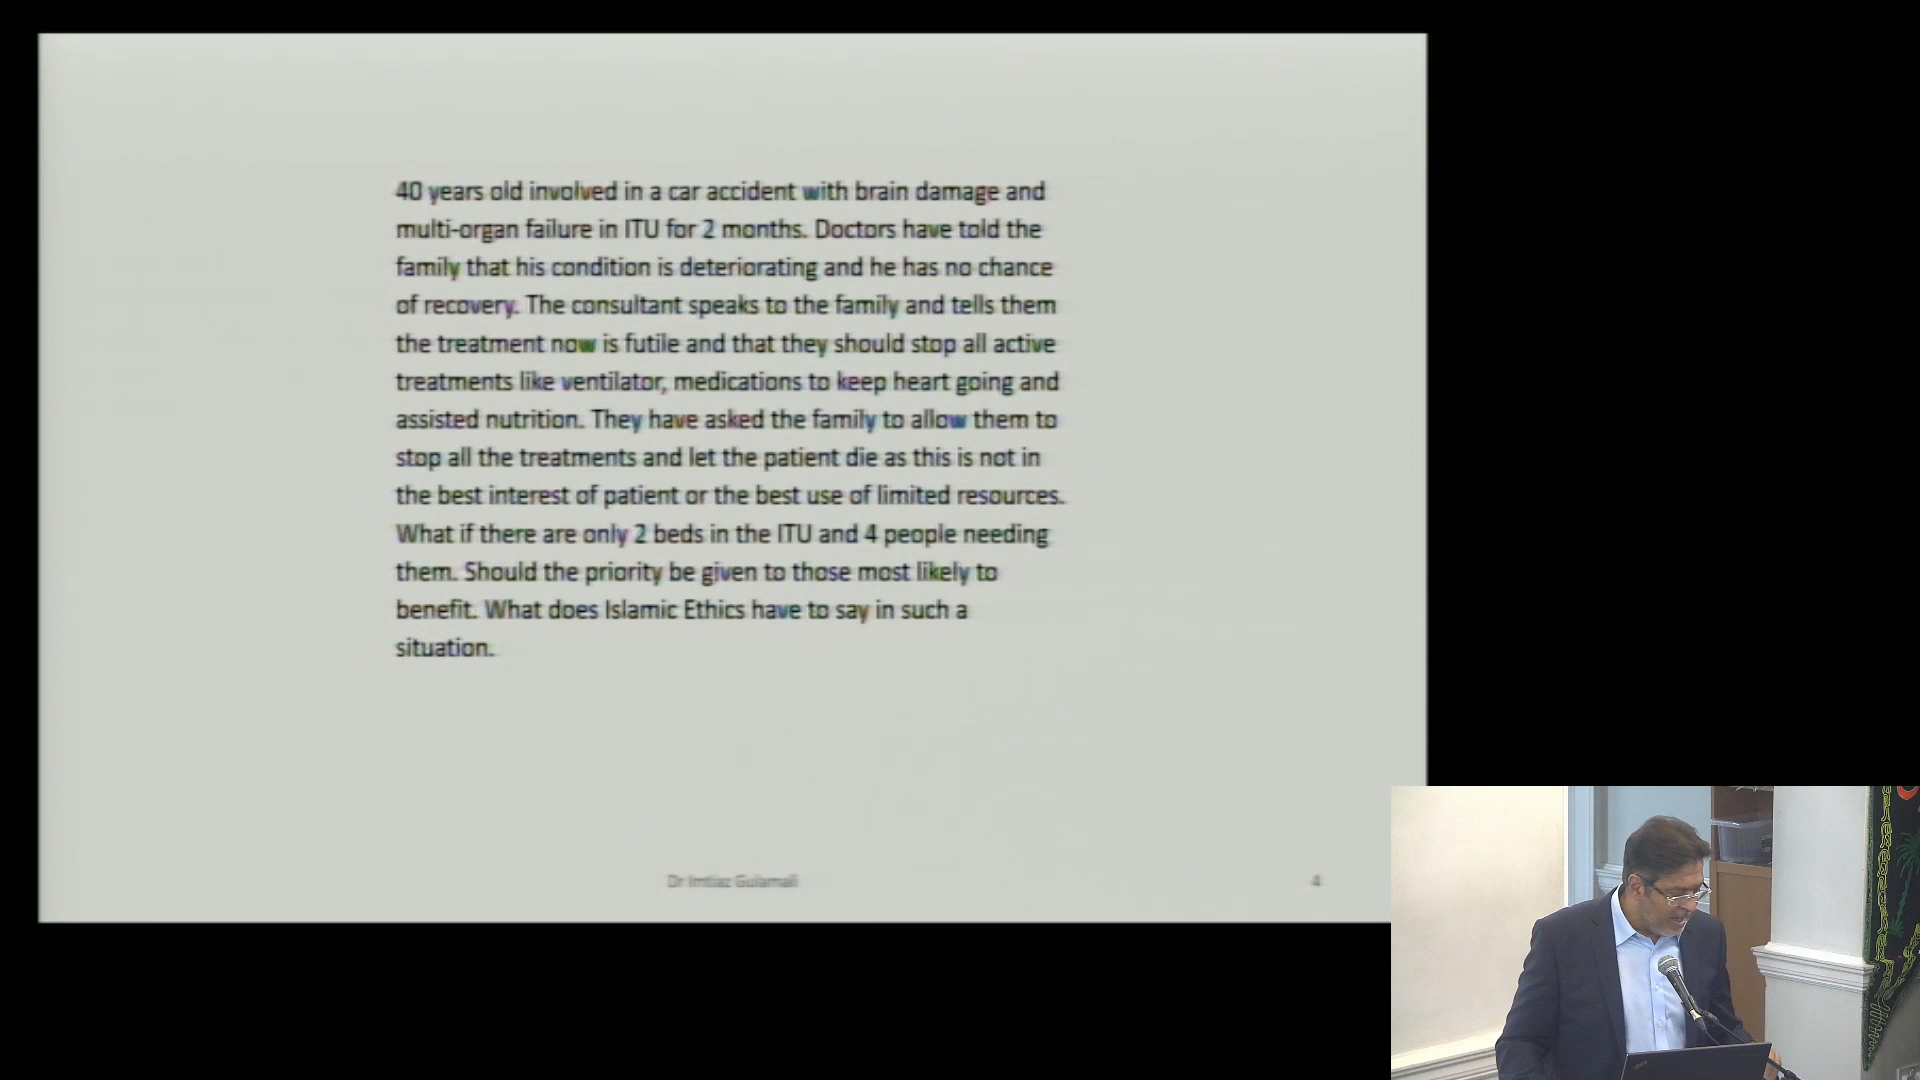 40 years old involved in a car accident with brain damage and
multi-organ failure in ITU for 2 months. Doctors have told the
family that his condition is deteriorating and he has no chance
of recovery. The consultant speaks to the family and tells them
the treatment now is futile and that they should stop all active
treatments like ventilator, medications to keep heart going and
assisted nutrition. They have asked the family to allow them to
stop all the treatments and let the patient die as this is not in
the best interest of patient or the best use of limited resources.
What if there are only 2 beds in the ITU and 4 people needing
them. Should the priority be given to those most likely to
benefit. What does Islamic Ethics have to say in such a
situation.
Dr Imtiaz Gulamali
4